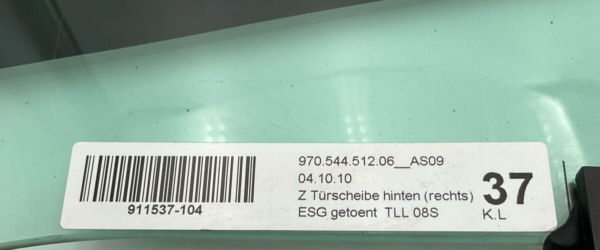 970.544.512.06__AS09
04.10.10
Z Türscheibe hinten (rechts)
ESG getoent TLL 08S
37
K.L
911537-104